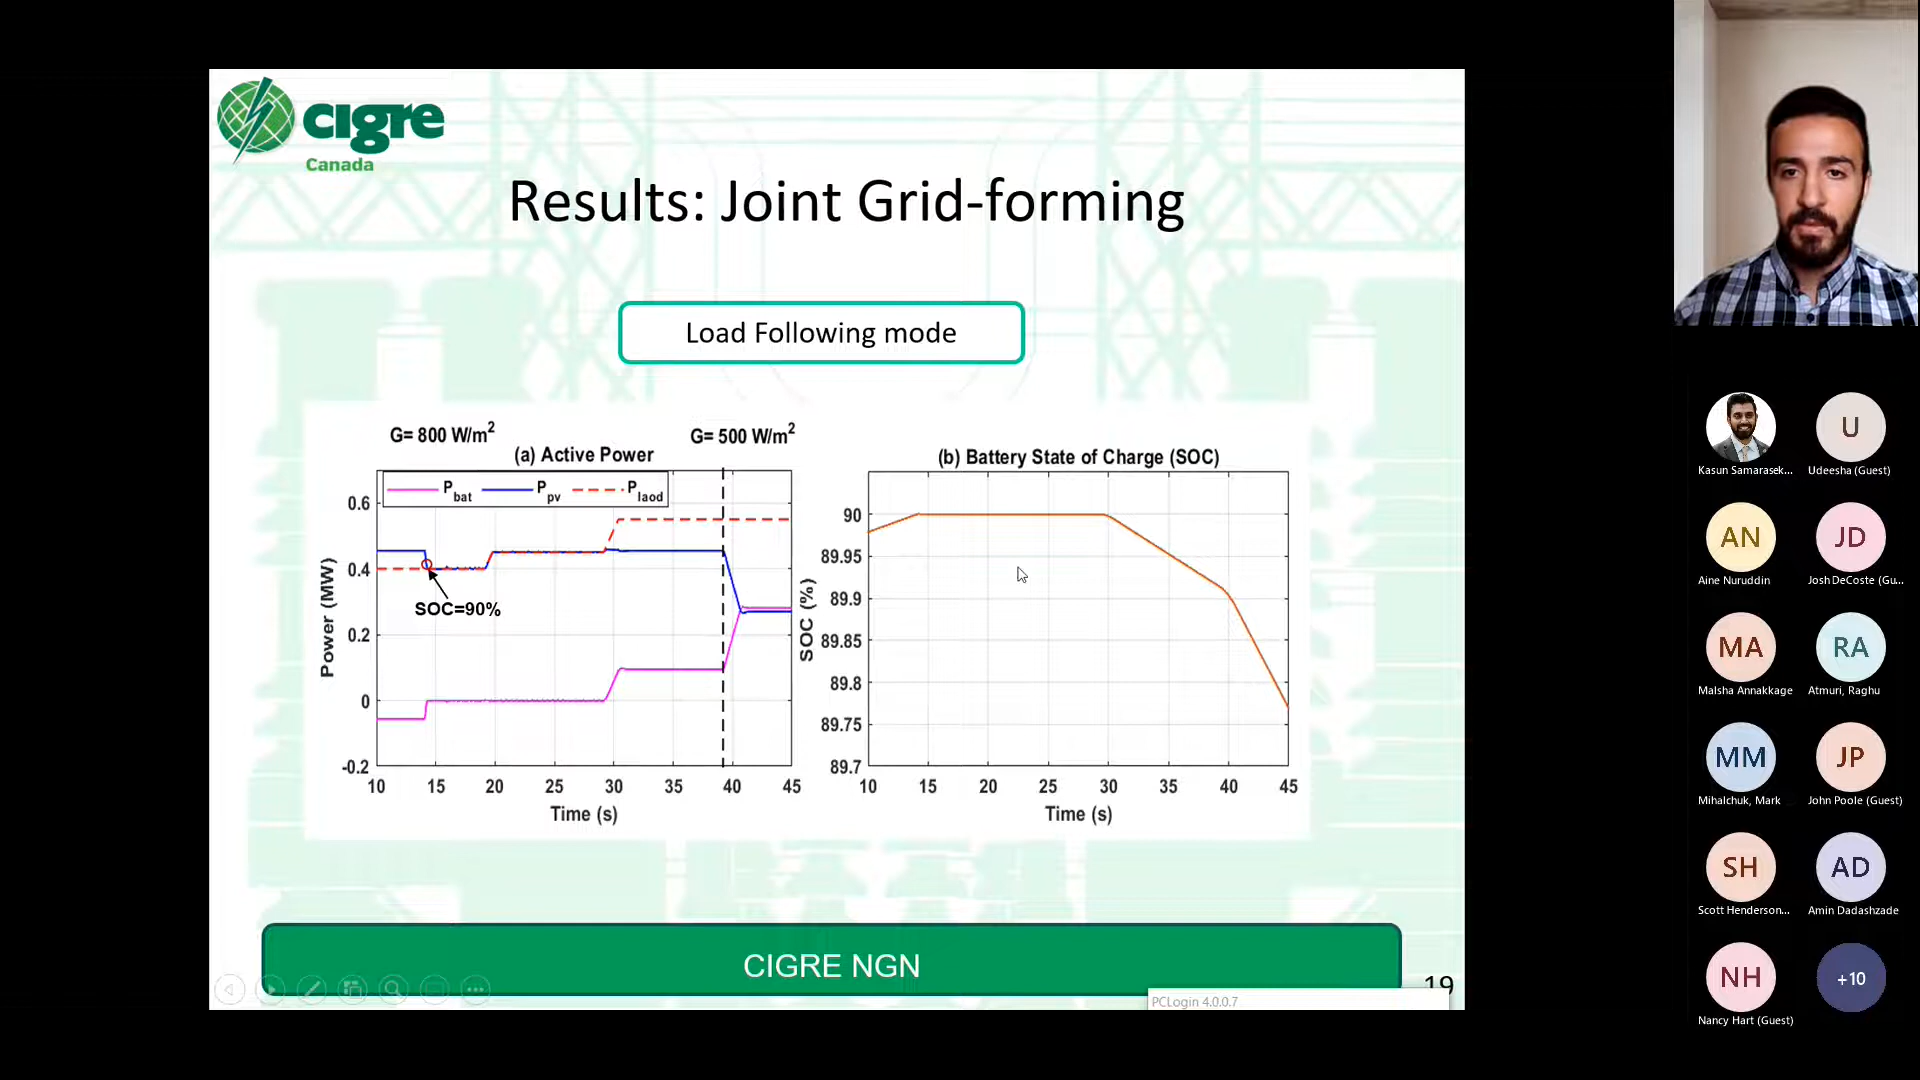 cigre
Canada
Results: Joint Grid-forming
Load Following mode
G= 800 W/m2
G= 500 W/m2
(a) Active Power
Pbat Ppv Plaod
0.6
0.4
0.2
0
-0.2
SOC=90%
Power (MW)
10 15 20 25 30 35 40 45
Time (s)
(b) Battery State of Charge (SOC)
90
89.95
89.9
89.85
89.8
89.75
89.7
SOC (%)
10 15 20 25 30 35 40 45
Time (s)
CIGRE NGN
19
PCLogin 4.0.0.7
U
Kasun Samarasek... Udeesha (Guest)
AN JD
Aine Nuruddin Josh DeCoste (Gu...
MA RA
Malsha Annakkage Atmuri, Raghu
MM JP
Mihalchuk, Mark John Poole (Guest)
SH AD
Scott Henderson... Amin Dadashzade
NH +10
Nancy Hart (Guest)